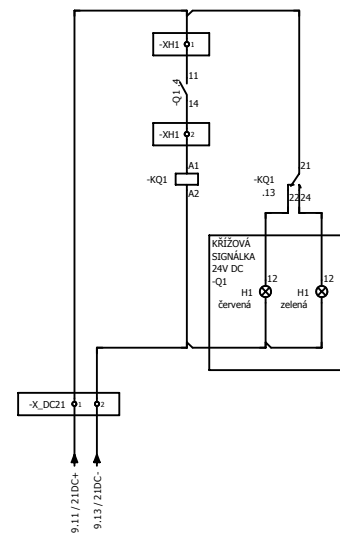 -XH1 1
11
-Q1 .4
14
-XH1 2
A1
-KQ1
A2
21
-KQ1
.13
22 24
KŘÍŽOVÁ
SIGNÁLKA
24V DC
-Q1
12
H1
červená
12
H1
zelená
-X_DC21 1 2
9.11 / 21DC+
9.13 / 21DC-